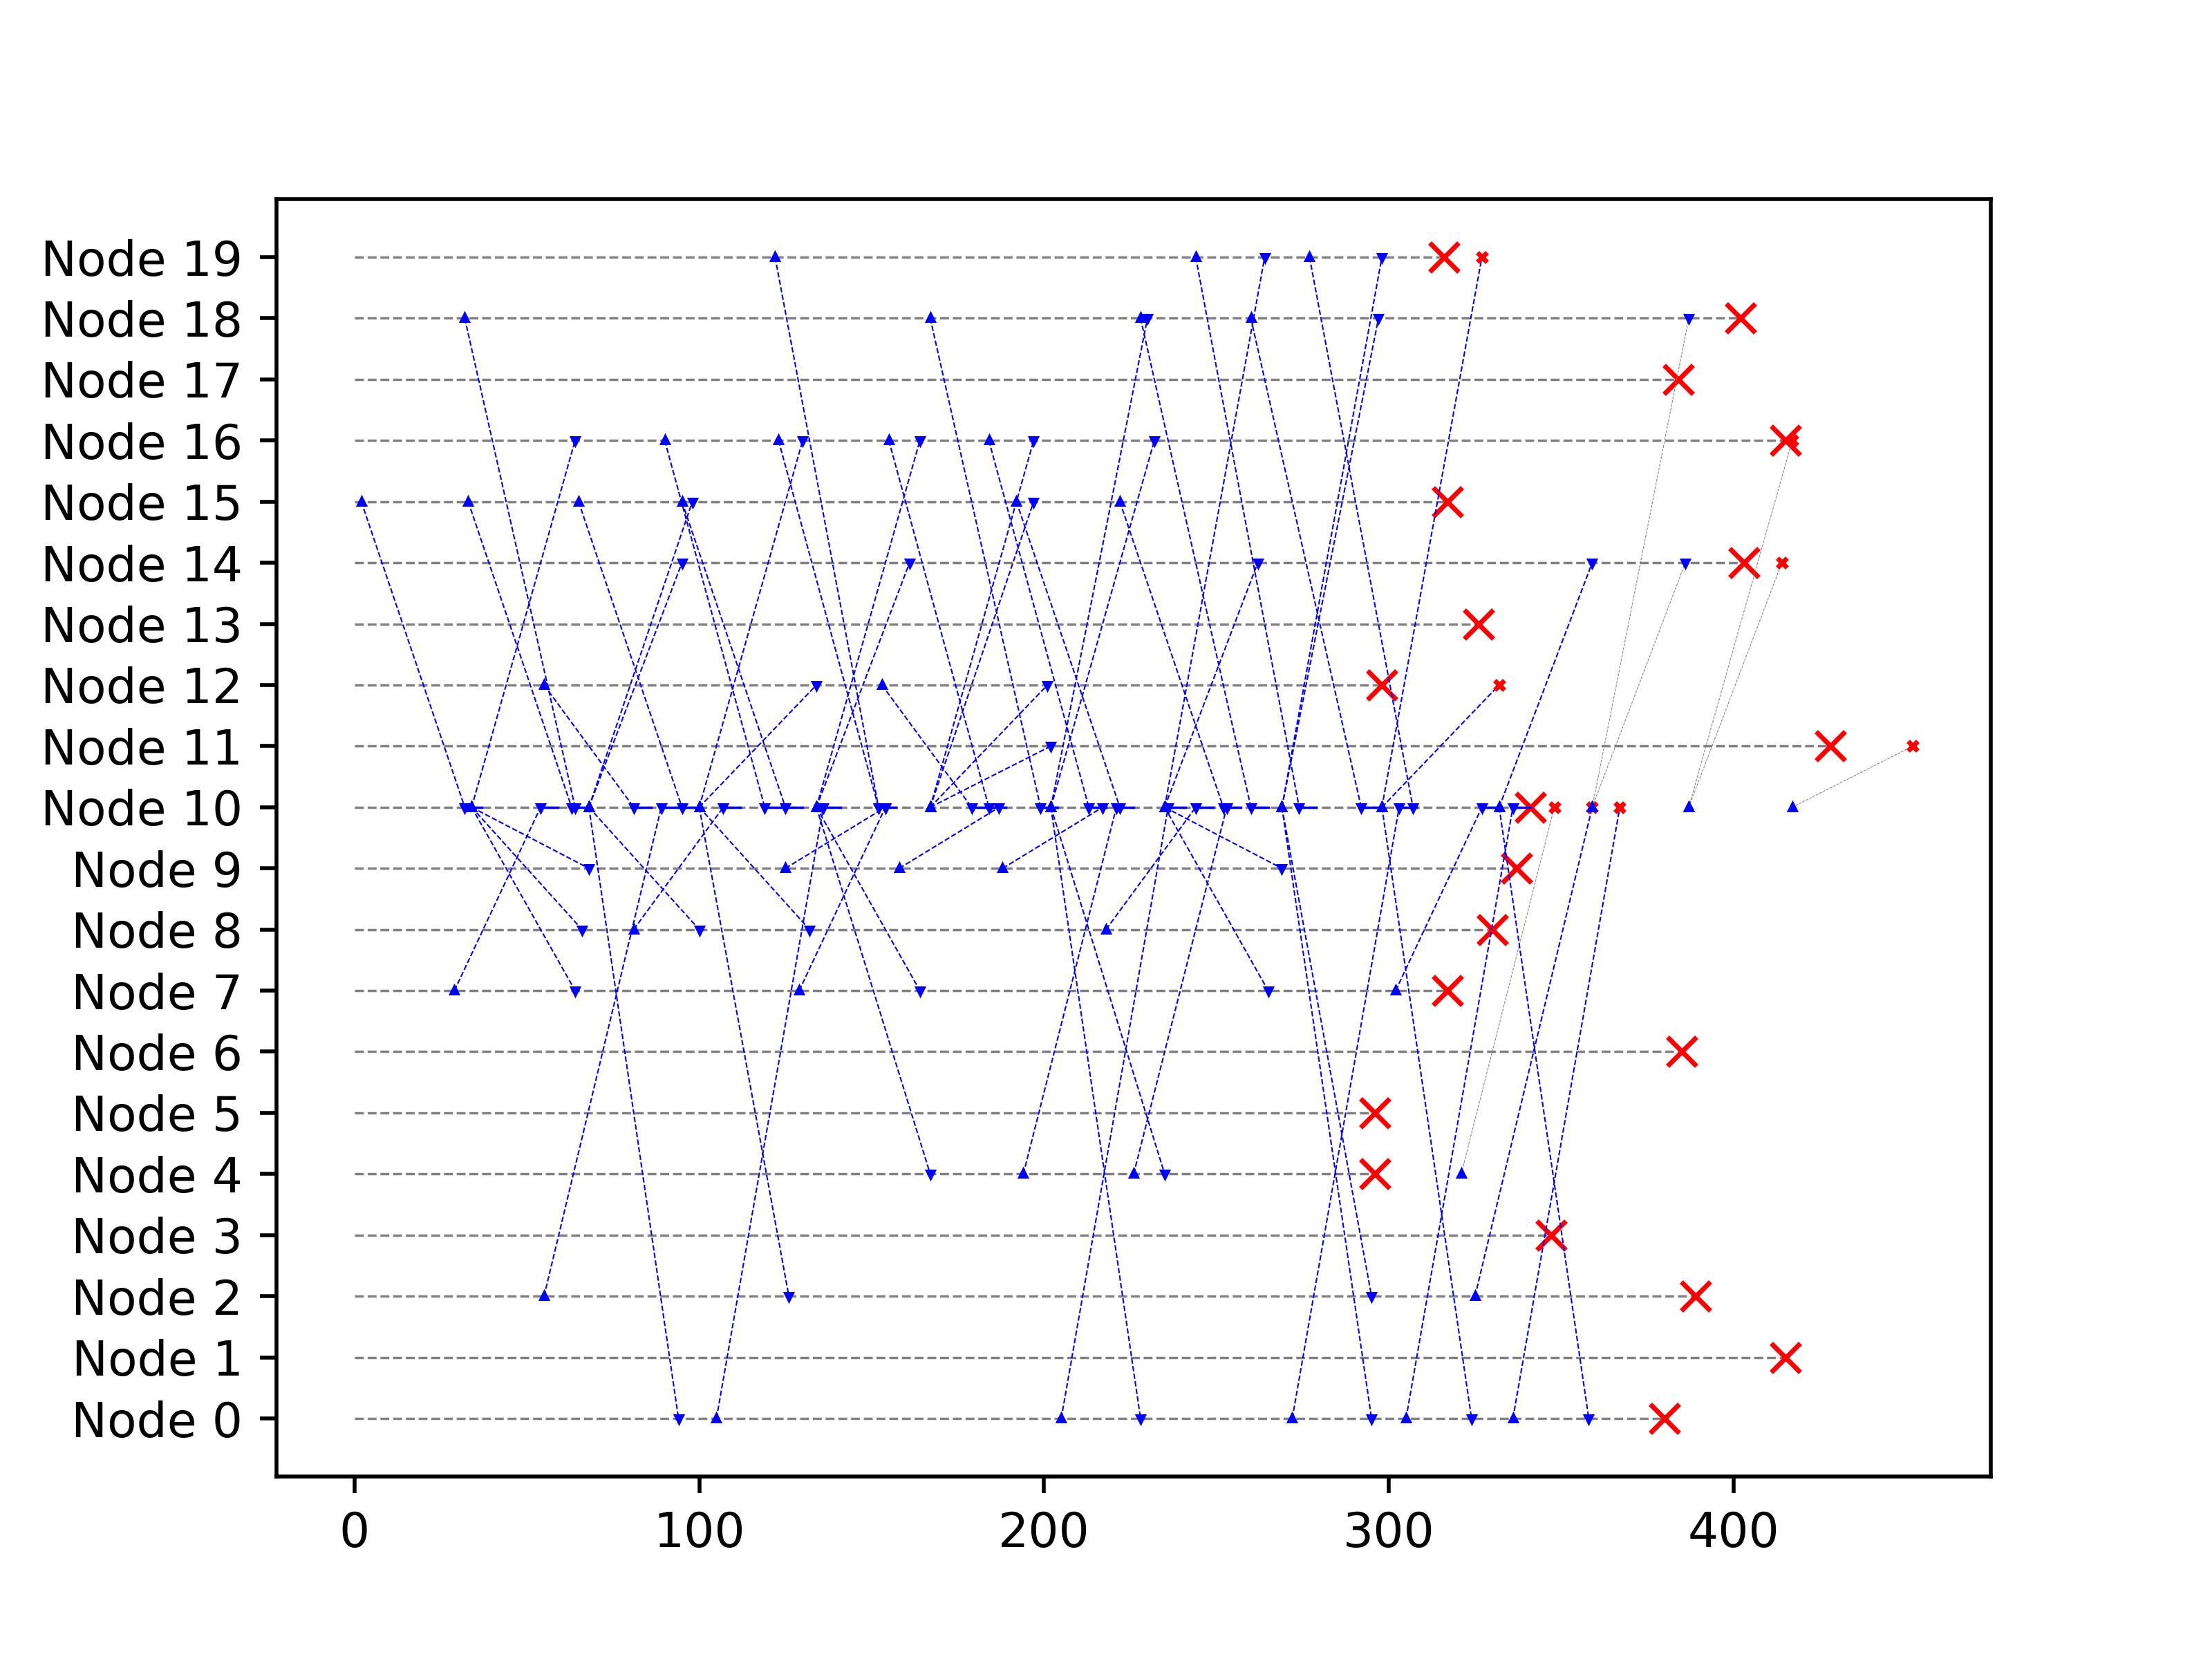 Node 19
Node 18
Node 17
Node 16
Node 15
Node 14
Node 13
Node 12
Node 11
Node 10
Node 9
Node 8
Node 7
Node 6
Node 5
Node 4
Node 3
Node 2
Node 1
Node 0
0 100 200 300 400